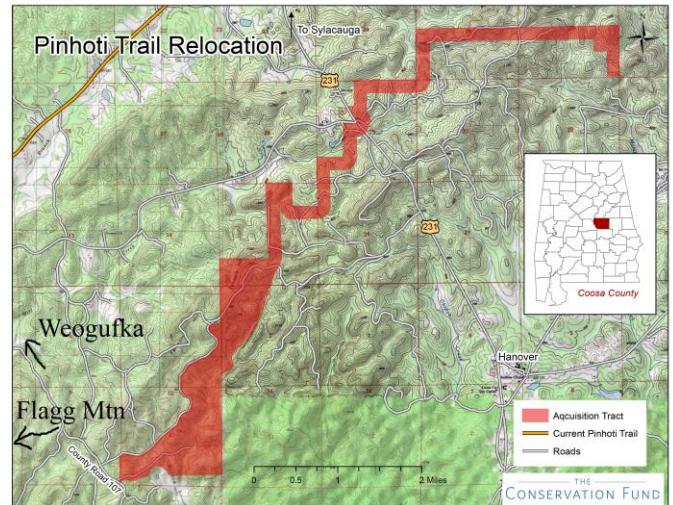 Pinhoti Trail Relocation
To Sylacauga
231
231
Coosa County
Weogufka
Hanover
Flagg Mtn
County Road 107
0 0.5 1 2 Miles
Aqcuisition Tract
Current Pinhoti Trail
Roads
THE
CONSERVATION FUND